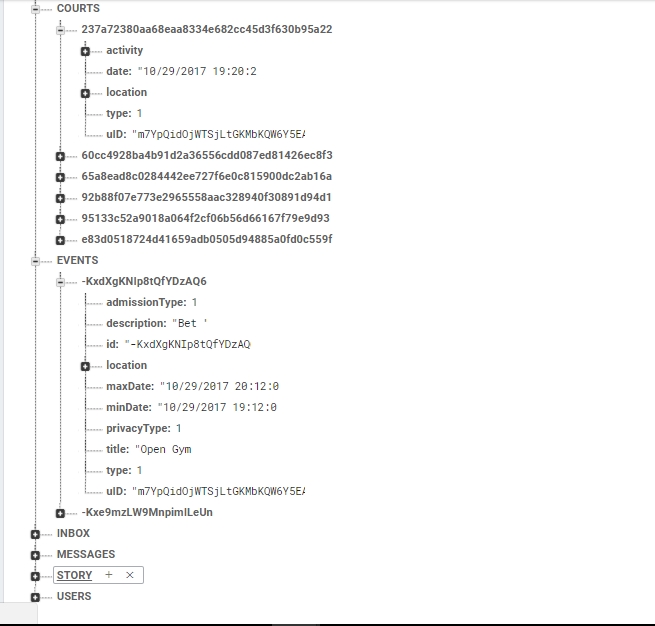 COURTS
237a72380aa68eaa8334e682cc45d3f630b95a22
activity
date: "10/29/2017 19:20:2
location
type: 1
uID: "m7YpQidOjWTSjLtGKMbKQW6Y5EA
60cc4928ba4b91d2a36556cdd087ed81426ec8f3
65a8ead8c0284442ee727f6e0c815900dc2ab16a
92b88f07e773e2965558aac328940f30891d94d1
95133c52a9018a064f2cf06b56d66167f79e9d93
e83d0518724d41659adb0505d94885a0fd0c559f
EVENTS
-KxdXgKNIp8tQfYDzAQ6
admissionType: 1
description: "Bet '
id: "-KxdXgKNIp8tQfYDzAQ
location
maxDate: "10/29/2017 20:12:0
minDate: "10/29/2017 19:12:0
privacyType: 1
title: "Open Gym
type: 1
uID: "m7YpQidOjWTSjLtGKMbKQW6Y5EA
-Kxe9mzLW9MnpimILeUn
INBOX
MESSAGES
STORY + ×
USERS